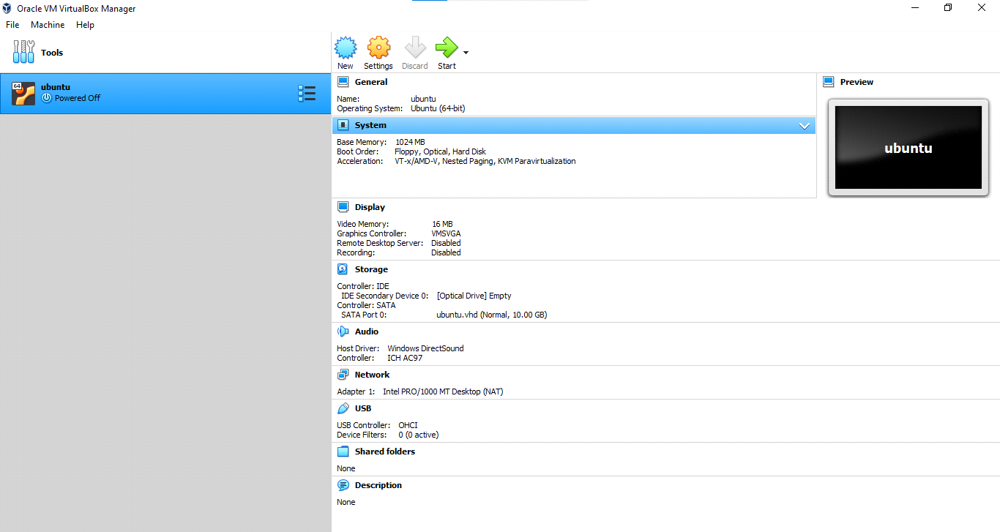 Oracle VM VirtualBox Manager
File Machine Help
Tools
New Settings Discard Start
64
ubuntu
Powered Off
General
Name: ubuntu
Operating System: Ubuntu (64-bit)
System
Base Memory: 1024 MB
Boot Order: Floppy, Optical, Hard Disk
Acceleration: VT-x/AMD-V, Nested Paging, KVM Paravirtualization
Preview
ubuntu
Display
Video Memory: 16 MB
Graphics Controller: VMSVGA
Remote Desktop Server: Disabled
Recording: Disabled
Storage
Controller: IDE
IDE Secondary Device 0: [Optical Drive] Empty
Controller: SATA
SATA Port 0: ubuntu.vhd (Normal, 10.00 GB)
Audio
Host Driver: Windows DirectSound
Controller: ICH AC97
Network
Adapter 1: Intel PRO/1000 MT Desktop (NAT)
USB
USB Controller: OHCI
Device Filters: 0 (0 active)
Shared folders
None
Description
None